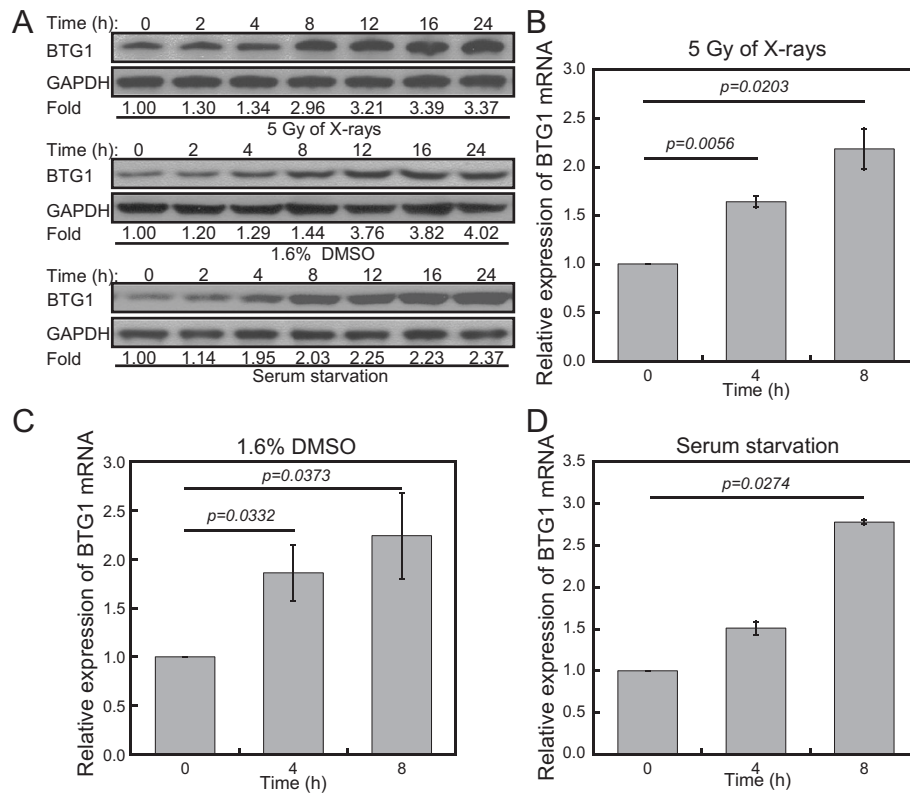 A
Time (h): 0 2 4 8 12 16 24
BTG1
GAPDH
Fold 1.00 1.30 1.34 2.96 3.21 3.39 3.37
5 Gy of X-rays
Time (h): 0 2 4 8 12 16 24
BTG1
GAPDH
Fold 1.00 1.20 1.29 1.44 3.76 3.82 4.02
1.6% DMSO
Time (h): 0 2 4 8 12 16 24
BTG1
GAPDH
Fold 1.00 1.14 1.95 2.03 2.25 2.23 2.37
Serum starvation
B
5 Gy of X-rays
Relative expression of BTG1 mRNA
3.0
2.5
2.0
1.5
1.0
0.5
0.0
p=0.0203
p=0.0056
0 4 8
Time (h)
C
1.6% DMSO
Relative expression of BTG1 mRNA
3.0
2.5
2.0
1.5
1.0
0.5
0.0
p=0.0373
p=0.0332
0 4 8
Time (h)
D
Serum starvation
Relative expression of BTG1 mRNA
3.5
3.0
2.5
2.0
1.5
1.0
0.5
0.0
p=0.0274
0 4 8
Time (h)